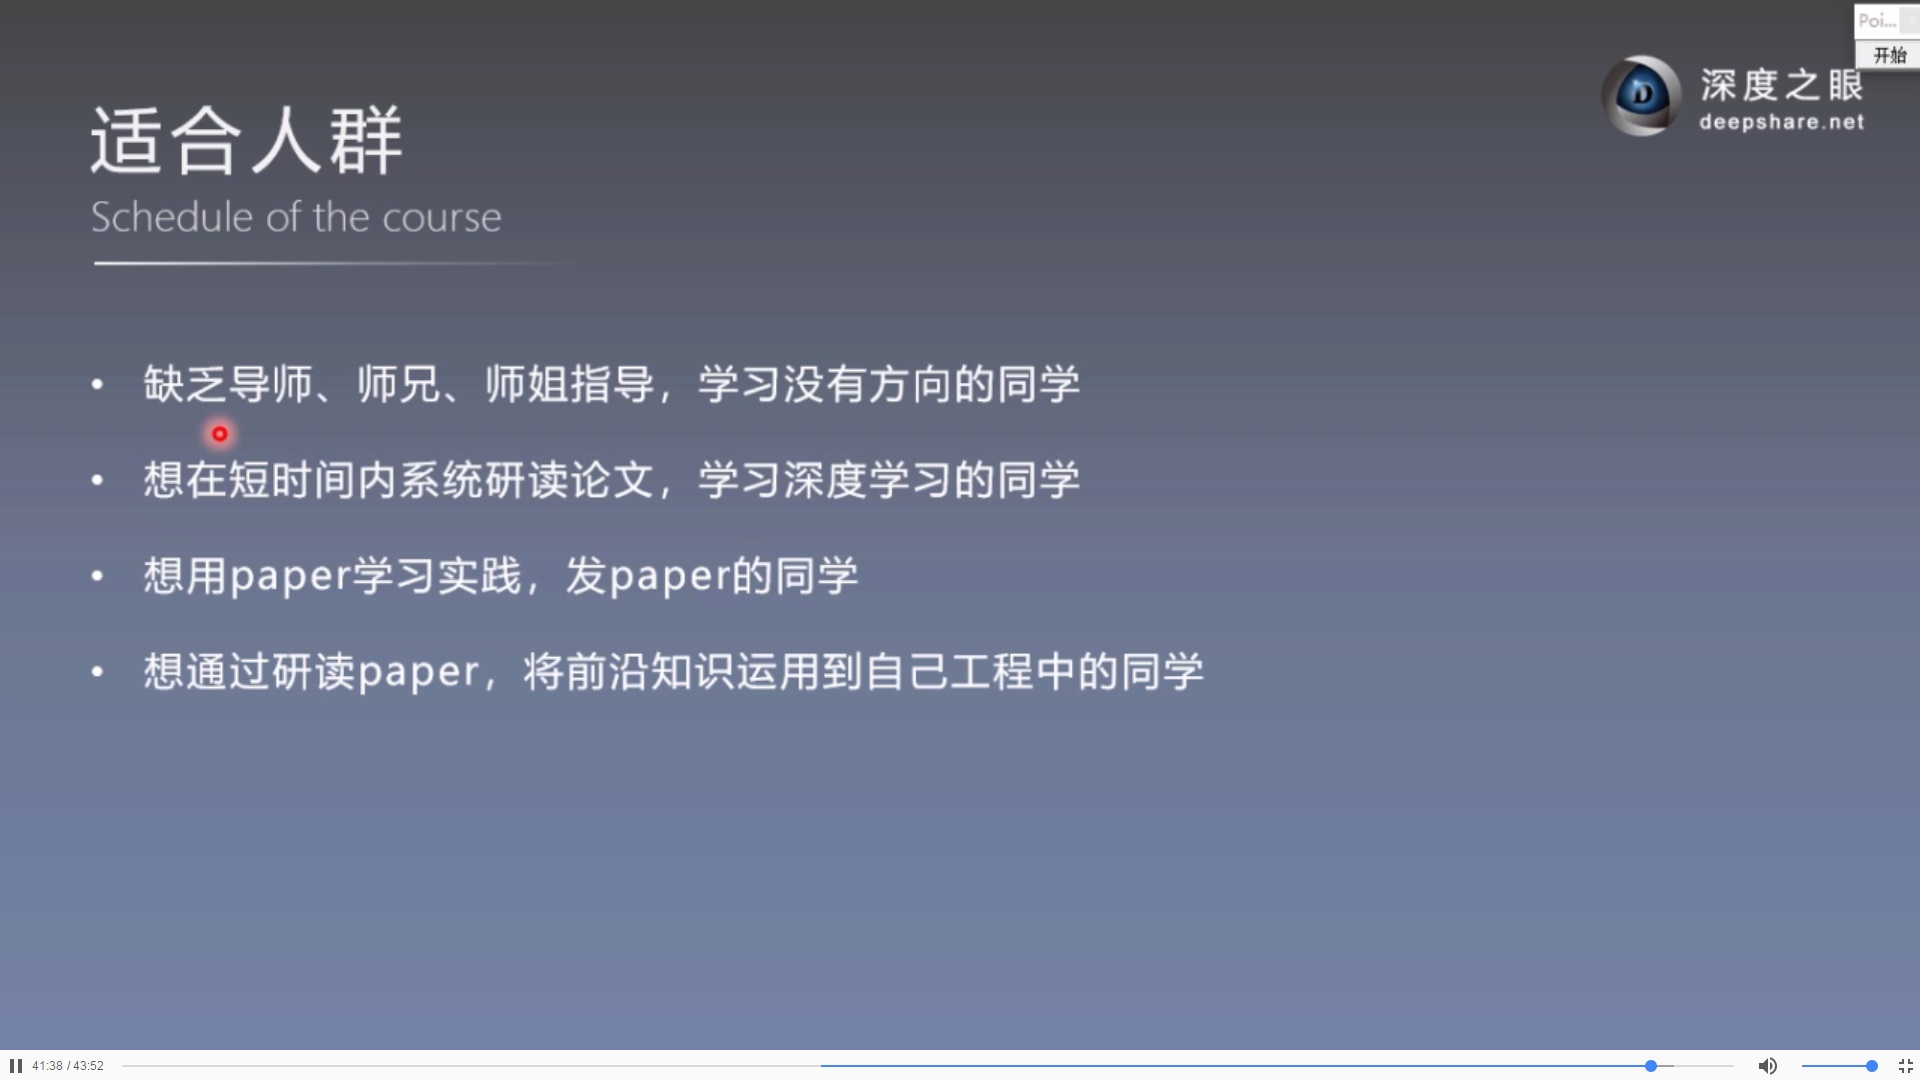 Poi...
开始
深度之眼
deepshare.net
适合人群
Schedule of the course
• 缺乏导师、师兄、师姐指导，学习没有方向的同学
• 想在短时间内系统研读论文，学习深度学习的同学
• 想用paper学习实践，发paper的同学
• 想通过研读paper，将前沿知识运用到自己工程中的同学
41:38 / 43:52